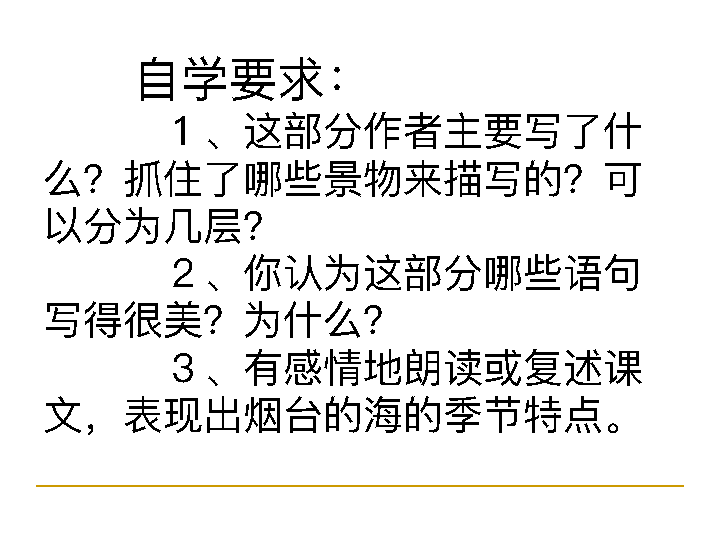 自学要求：
１、这部分作者主要写了什
么？抓住了哪些景物来描写的？可
以分为几层？
２、你认为这部分哪些语句
写得很美？为什么？
３、有感情地朗读或复述课
文，表现出烟台的海的季节特点。